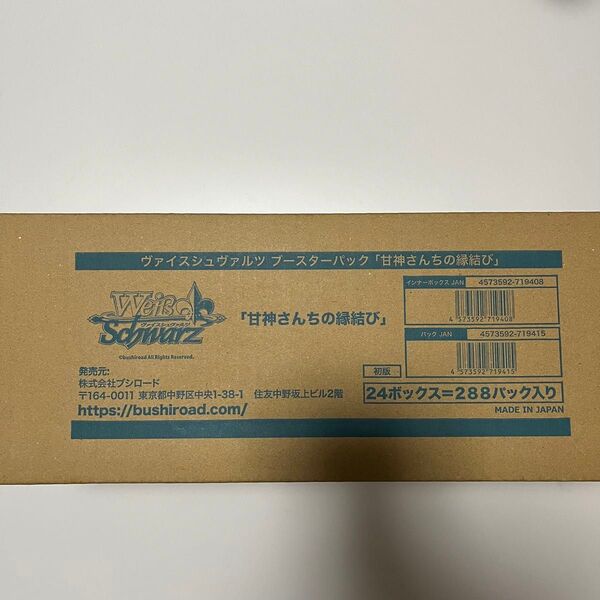 ヴァイスシュヴァルツ ブースターパック「甘神さんちの縁結び」
Weiß Schwarz
ヴァイスシュヴァルツ
©bushiroad All Rights Reserved.
「甘神さんちの縁結び」
インナーボックス JAN 4573592-719408
4 573592 719408
パック JAN 4573592-719415
4 573592 719415
発売元:
株式会社ブシロード
〒164-0011 東京都中野区中央1-38-1 住友中野坂上ビル2階
https://bushiroad.com/
初版
24ボックス=288パック入り
MADE IN JAPAN